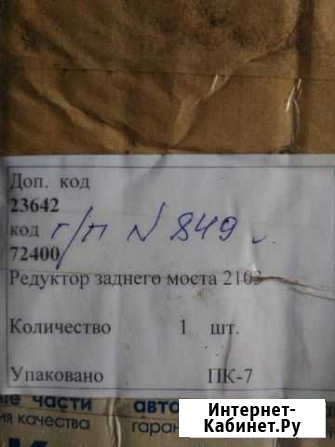 Доп. код
23642
код г/п N 849
72400
Редуктор заднего моста 2103
Количество 1 шт.
Упаковано ПК-7
части авто
качества гаран
Интернет-
Кабинет.Ру